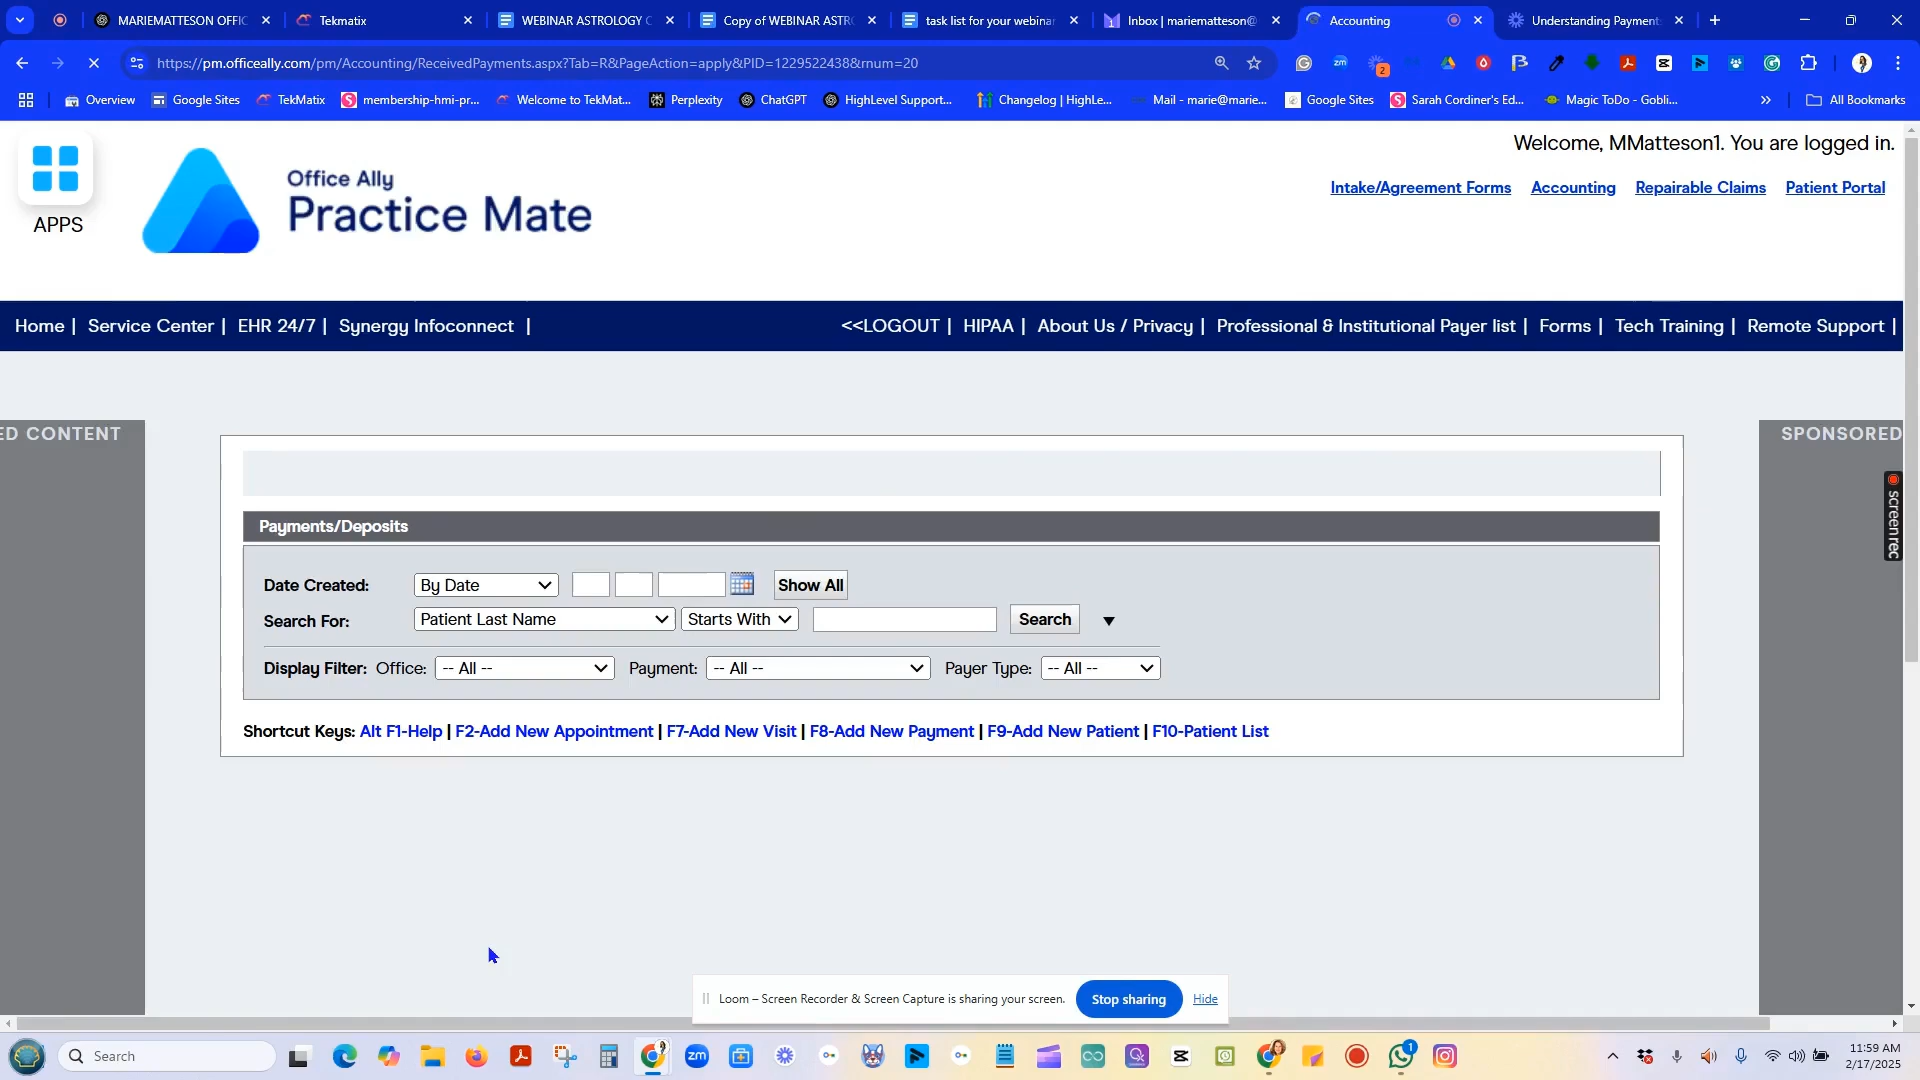 MARIEMATTESON OFFIC
Tekmatix
WEBINAR ASTROLOGY C
Copy of WEBINAR ASTRO
task list for your webinar
Inbox | mariematteson@
Accounting
Understanding Payment
https://pm.officeally.com/pm/Accounting/ReceivedPayments.aspx?Tab=R&PageAction=apply&PID=1229522438&rnum=20
2
Overview
Google Sites
TekMatix
membership-hmi-pr...
Welcome to TekMat...
Perplexity
ChatGPT
HighLevel Support...
Changelog | HighLe...
Mail - marie@marie...
Google Sites
Sarah Cordiner's Ed...
Magic ToDo - Gobli...
All Bookmarks
APPS
Office Ally
Practice Mate
Welcome, MMatteson1. You are logged in.
Intake/Agreement Forms Accounting Repairable Claims Patient Portal
Home | Service Center | EHR 24/7 | Synergy Infoconnect |
<<LOGOUT | HIPAA | About Us / Privacy | Professional & Institutional Payer list | Forms | Tech Training | Remote Support |
ED CONTENT
SPONSORED
screenrec
Payments/Deposits
Date Created: By Date Show All
Search For: Patient Last Name Starts With Search
Display Filter: Office: -- All -- Payment: -- All -- Payer Type: -- All --
Shortcut Keys: Alt F1-Help | F2-Add New Appointment | F7-Add New Visit | F8-Add New Payment | F9-Add New Patient | F10-Patient List
Loom – Screen Recorder & Screen Capture is sharing your screen. Stop sharing Hide
Search
zm
1
11:59 AM
2/17/2025